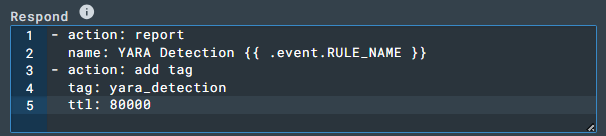 Respond
1 - action: report
2   name: YARA Detection {{ .event.RULE_NAME }}
3 - action: add tag
4   tag: yara_detection
5   ttl: 80000